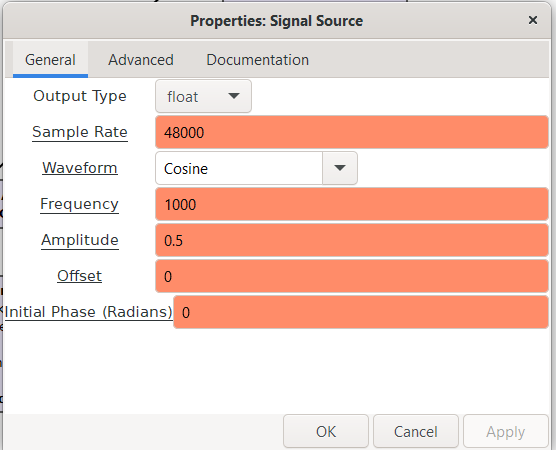 Properties: Signal Source
General Advanced Documentation
Output Type float
Sample Rate 48000
Waveform Cosine
Frequency 1000
Amplitude 0.5
Offset 0
Initial Phase (Radians) 0
OK Cancel Apply